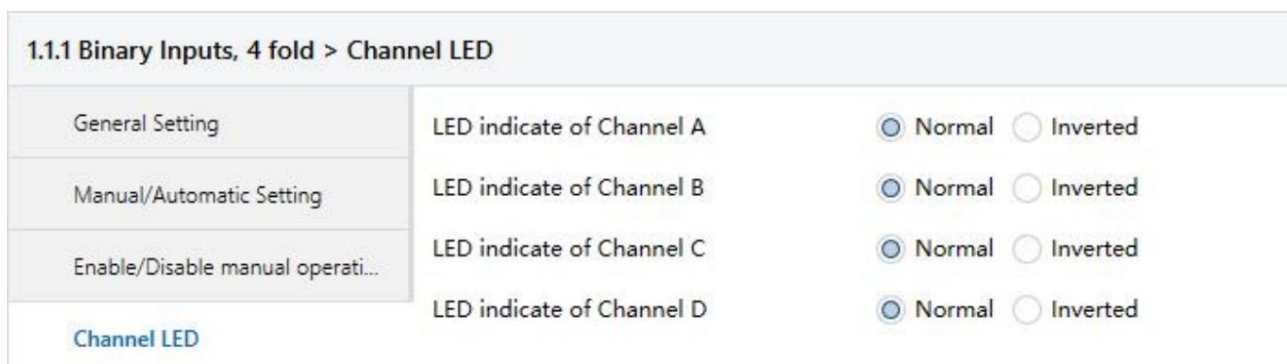 1.1.1 Binary Inputs, 4 fold > Channel LED
General Setting
Manual/Automatic Setting
Enable/Disable manual operati...
Channel LED
LED indicate of Channel A Normal Inverted
LED indicate of Channel B Normal Inverted
LED indicate of Channel C Normal Inverted
LED indicate of Channel D Normal Inverted